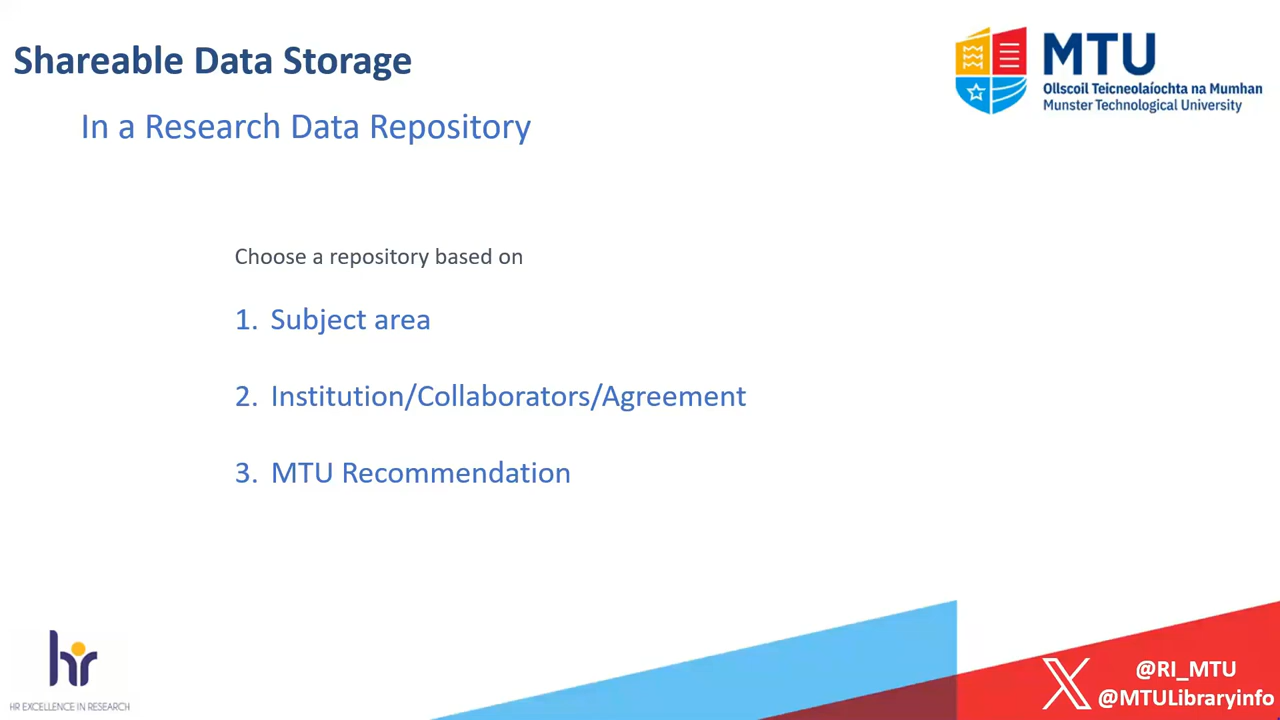 Shareable Data Storage
In a Research Data Repository
MTU
Ollscoil Teicneolaíochta na Mumhan
Munster Technological University
Choose a repository based on
1. Subject area
2. Institution/Collaborators/Agreement
3. MTU Recommendation
hr
HR EXCELLENCE IN RESEARCH
@RI_MTU
@MTULibraryinfo